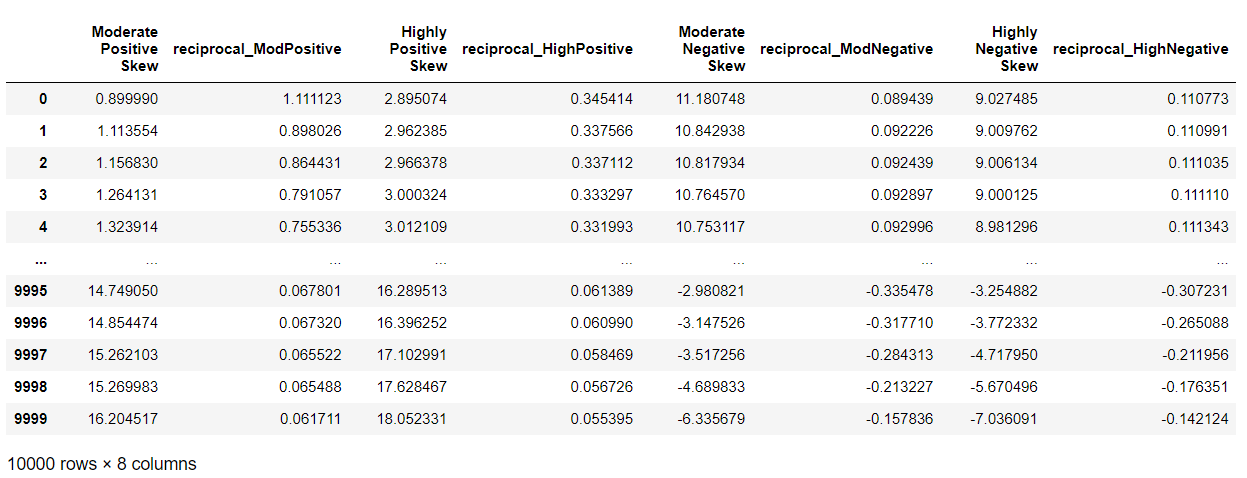 Moderate Positive Skew reciprocal_ModPositive Highly Positive Skew reciprocal_HighPositive Moderate Negative Skew reciprocal_ModNegative Highly Negative Skew reciprocal_HighNegative
0 0.899990 1.111123 2.895074 0.345414 11.180748 0.089439 9.027485 0.110773
1 1.113554 0.898026 2.962385 0.337566 10.842938 0.092226 9.009762 0.110991
2 1.156830 0.864431 2.966378 0.337112 10.817934 0.092439 9.006134 0.111035
3 1.264131 0.791057 3.000324 0.333297 10.764570 0.092897 9.000125 0.111110
4 1.323914 0.755336 3.012109 0.331993 10.753117 0.092996 8.981296 0.111343
... ... ... ... ... ... ... ... ...
9995 14.749050 0.067801 16.289513 0.061389 -2.980821 -0.335478 -3.254882 -0.307231
9996 14.854474 0.067320 16.396252 0.060990 -3.147526 -0.317710 -3.772332 -0.265088
9997 15.262103 0.065522 17.102991 0.058469 -3.517256 -0.284313 -4.717950 -0.211956
9998 15.269983 0.065488 17.628467 0.056726 -4.689833 -0.213227 -5.670496 -0.176351
9999 16.204517 0.061711 18.052331 0.055395 -6.335679 -0.157836 -7.036091 -0.142124
10000 rows × 8 columns